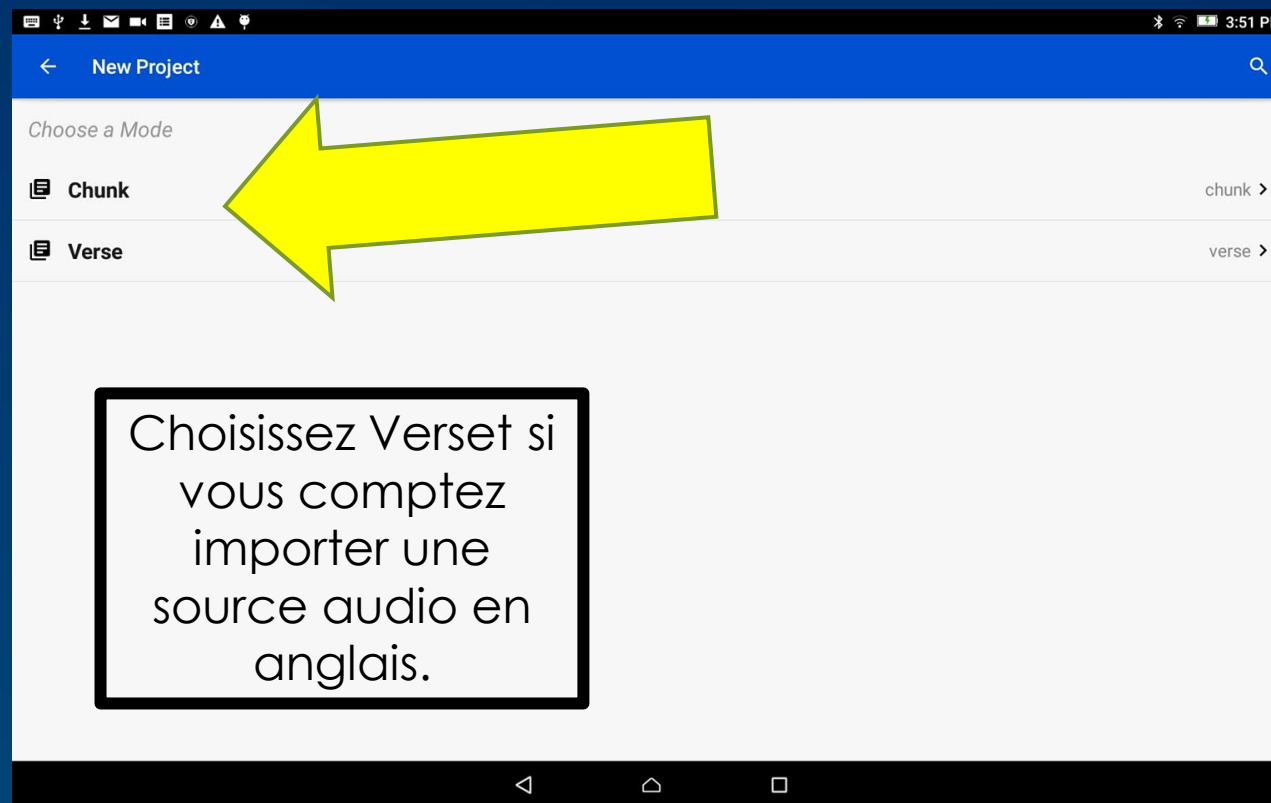 3:51 P
New Project
Choose a Mode
Chunk
chunk
Verse
verse
Choisissez Verset si
vous comptez
importer une
source audio en
anglais.